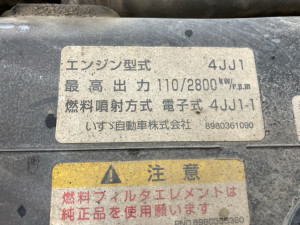 エンジン型式 4JJ1
最高出力 110/2800 kW/r.p.m
燃料噴射方式 電子式 4JJ1-1
いすゞ自動車株式会社 8980361090
注意
燃料フィルタエレメントは
純正品を使用願います